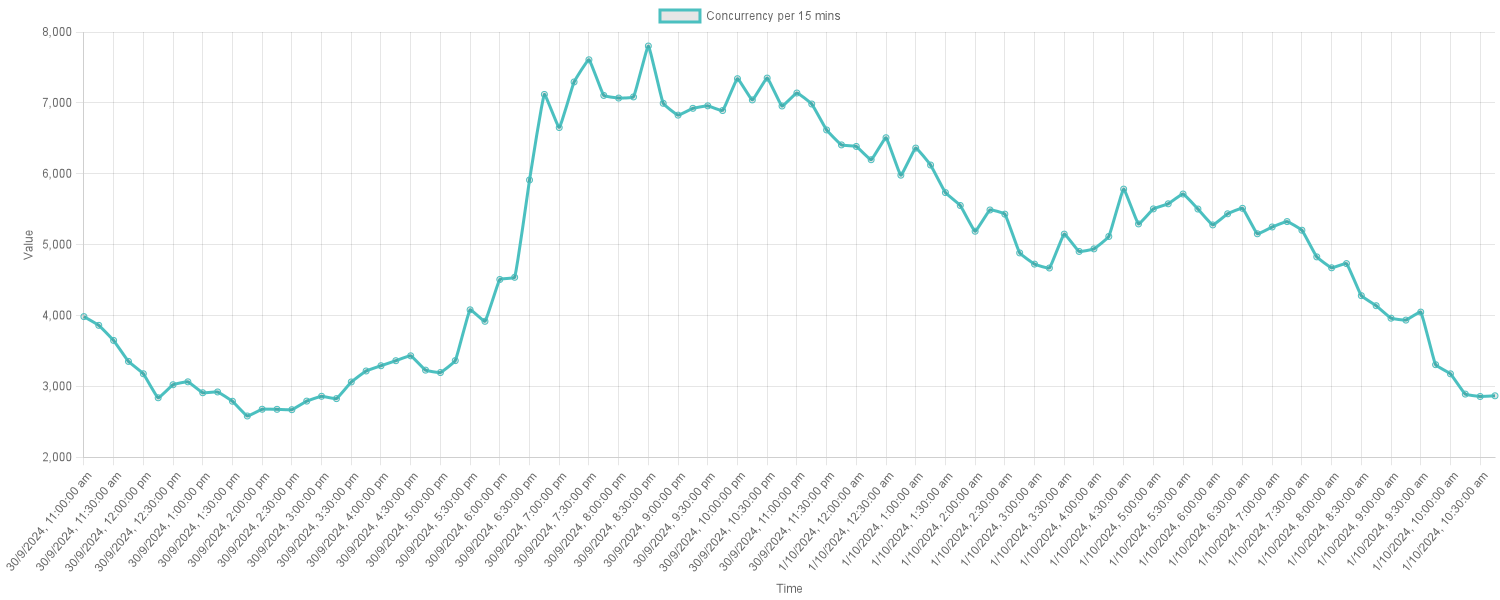 Concurrency per 15 mins
8,000
7,000
6,000
5,000
4,000
3,000
2,000
Value
30/9/2024, 11:00:00 am
30/9/2024, 11:30:00 am
30/9/2024, 12:00:00 pm
30/9/2024, 12:30:00 pm
30/9/2024, 1:00:00 pm
30/9/2024, 1:30:00 pm
30/9/2024, 2:00:00 pm
30/9/2024, 2:30:00 pm
30/9/2024, 3:00:00 pm
30/9/2024, 3:30:00 pm
30/9/2024, 4:00:00 pm
30/9/2024, 4:30:00 pm
30/9/2024, 5:00:00 pm
30/9/2024, 5:30:00 pm
30/9/2024, 6:00:00 pm
30/9/2024, 6:30:00 pm
30/9/2024, 7:00:00 pm
30/9/2024, 7:30:00 pm
30/9/2024, 8:00:00 pm
30/9/2024, 8:30:00 pm
30/9/2024, 9:00:00 pm
30/9/2024, 9:30:00 pm
30/9/2024, 10:00:00 pm
30/9/2024, 10:30:00 pm
30/9/2024, 11:00:00 pm
30/9/2024, 11:30:00 pm
1/10/2024, 12:00:00 am
1/10/2024, 12:30:00 am
1/10/2024, 1:00:00 am
1/10/2024, 1:30:00 am
1/10/2024, 2:00:00 am
1/10/2024, 2:30:00 am
1/10/2024, 3:00:00 am
1/10/2024, 3:30:00 am
1/10/2024, 4:00:00 am
1/10/2024, 4:30:00 am
1/10/2024, 5:00:00 am
1/10/2024, 5:30:00 am
1/10/2024, 6:00:00 am
1/10/2024, 6:30:00 am
1/10/2024, 7:00:00 am
1/10/2024, 7:30:00 am
1/10/2024, 8:00:00 am
1/10/2024, 8:30:00 am
1/10/2024, 9:00:00 am
1/10/2024, 9:30:00 am
1/10/2024, 10:00:00 am
1/10/2024, 10:30:00 am
Time